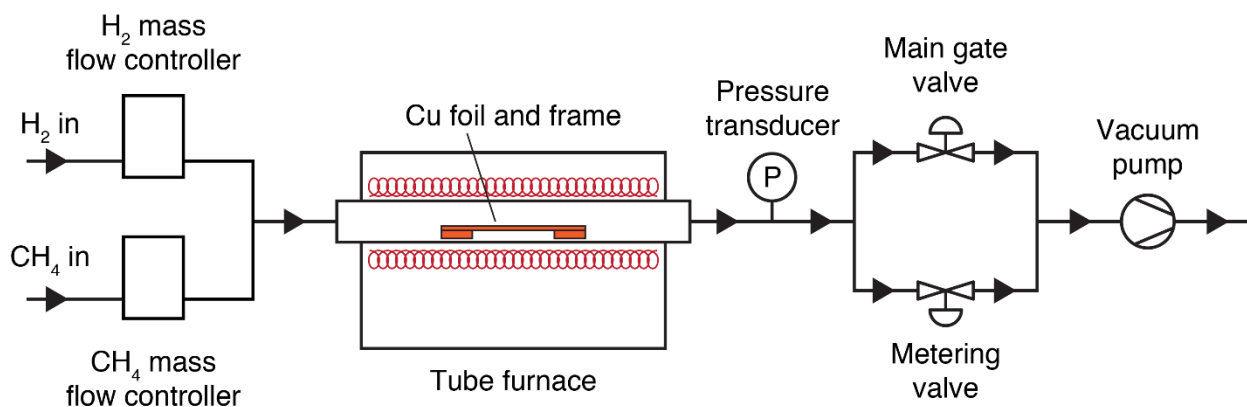 H₂ mass
flow controller
H₂ in
CH₄ in
CH₄ mass
flow controller
Cu foil and frame
Tube furnace
Pressure
transducer
P
Main gate
valve
Metering
valve
Vacuum
pump